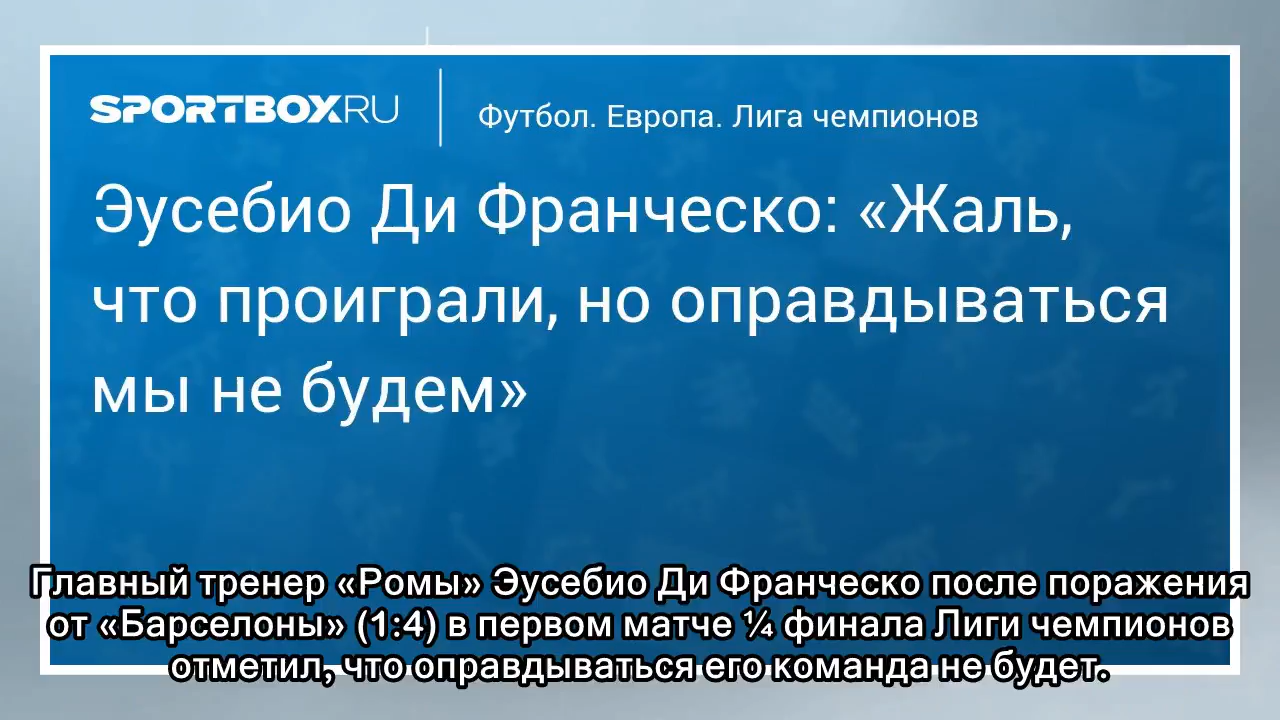 SPORTBOXRU
Футбол. Европа. Лига чемпионов
Эусебио Ди Франческо: «Жаль,
что проиграли, но оправдываться
мы не будем»
Главный тренер «Ромы» Эусебио Ди Франческо после поражения
от «Барселоны» (1:4) в первом матче ¼ финала Лиги чемпионов
отметил, что оправдываться его команда не будет.